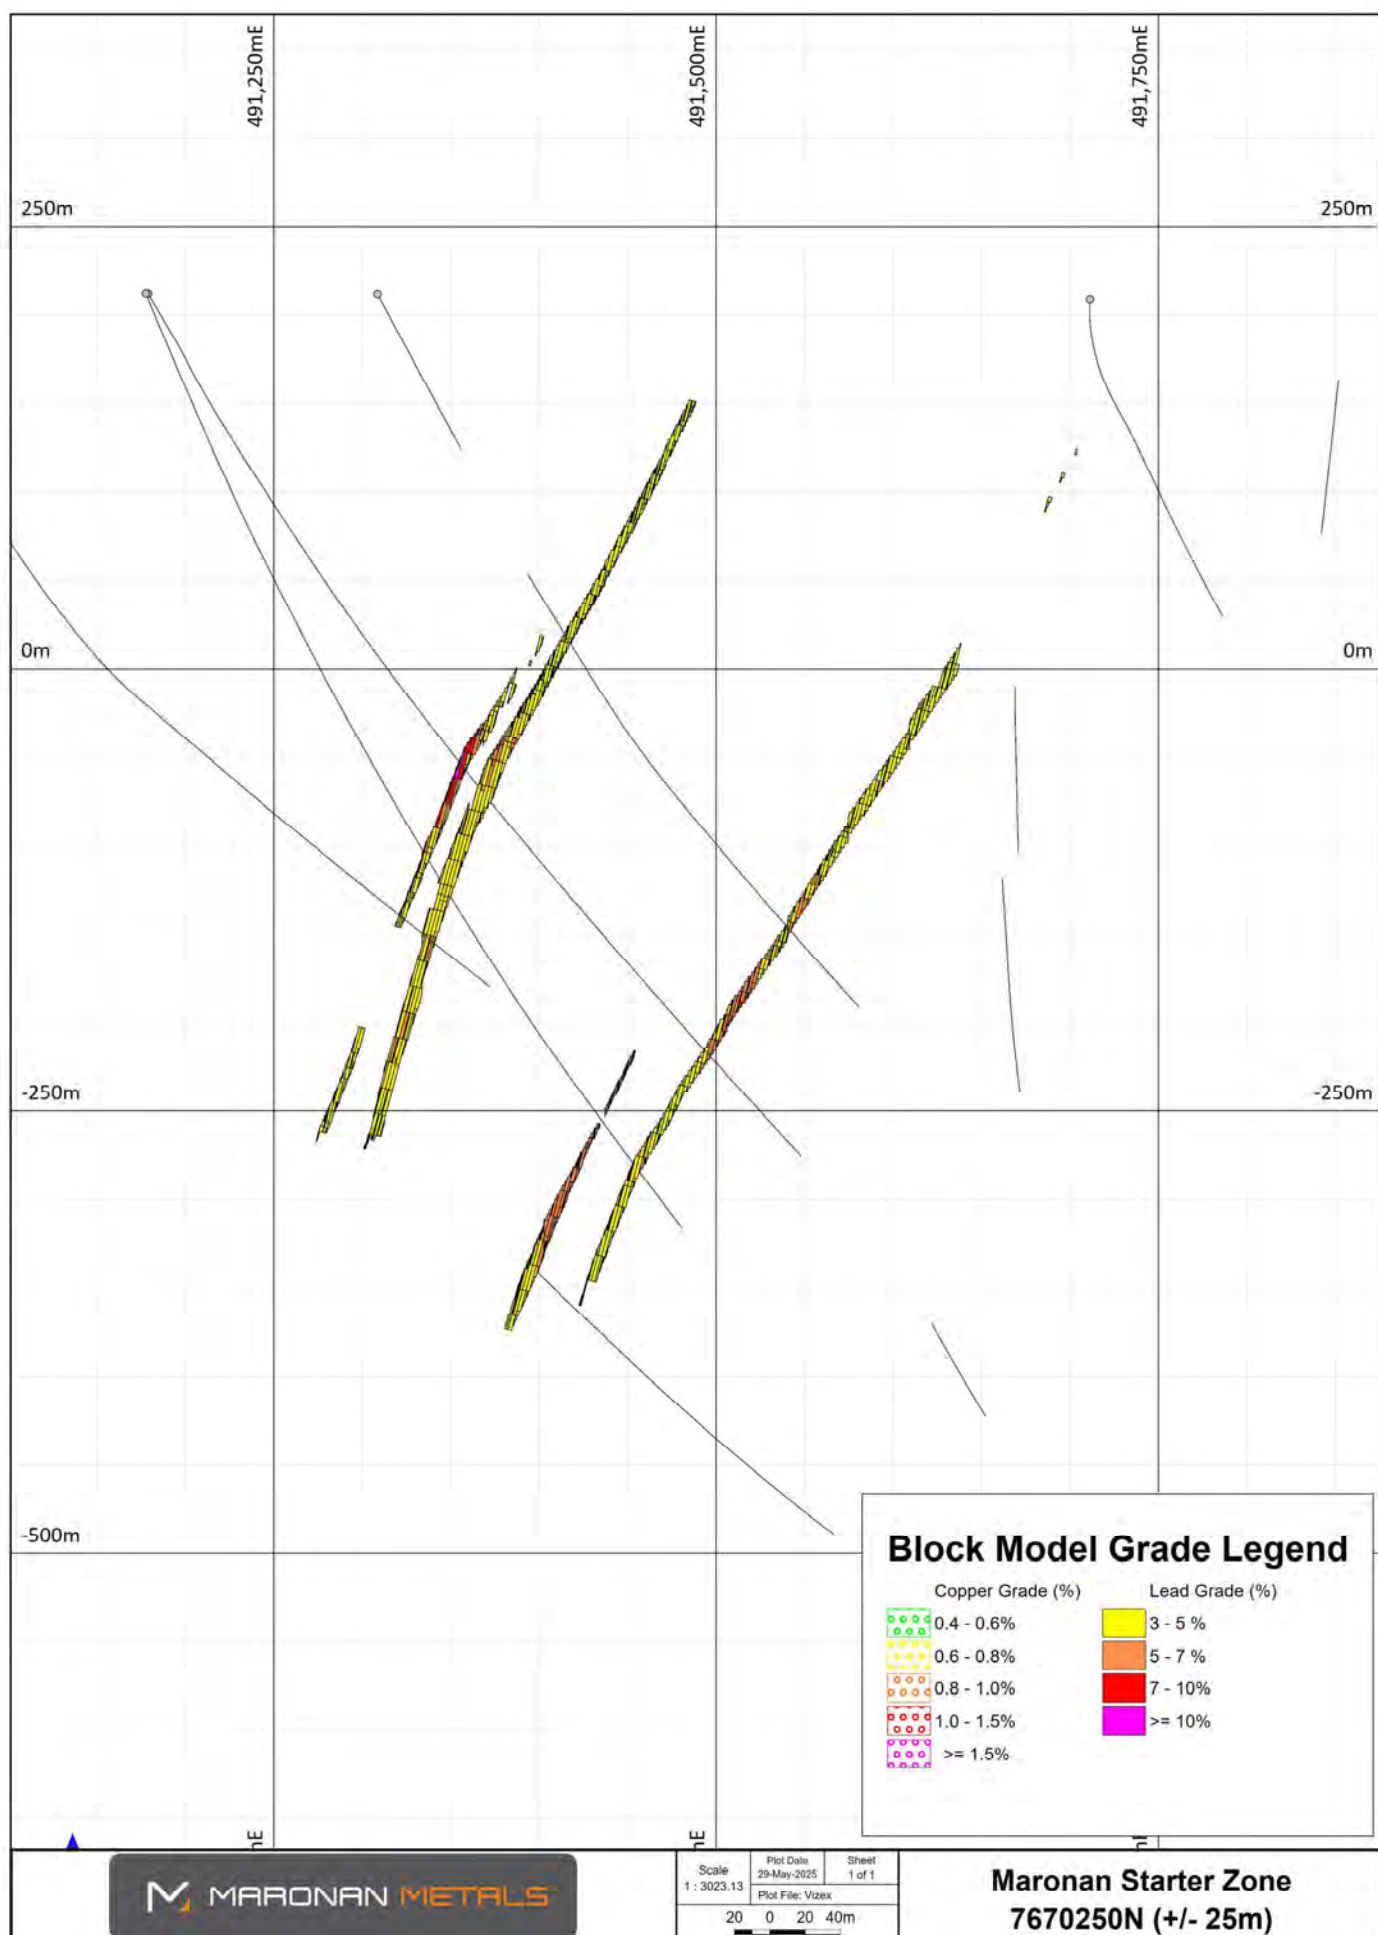 491,250mE
491,500mE
491,750mE
250m
250m
0m
0m
-250m
-250m
-500m
Block Model Grade Legend
Copper Grade (%)
Lead Grade (%)
0.4 - 0.6%
3 - 5 %
0.6 - 0.8%
5 - 7 %
0.8 - 1.0%
7 - 10%
1.0 - 1.5%
>= 10%
>= 1.5%
MARONAN METALS
Scale
1 : 3023.13
Plot Date
29-May-2025
Sheet
1 of 1
Plot File: Vizex
20 0 20 40m
Maronan Starter Zone
7670250N (+/- 25m)